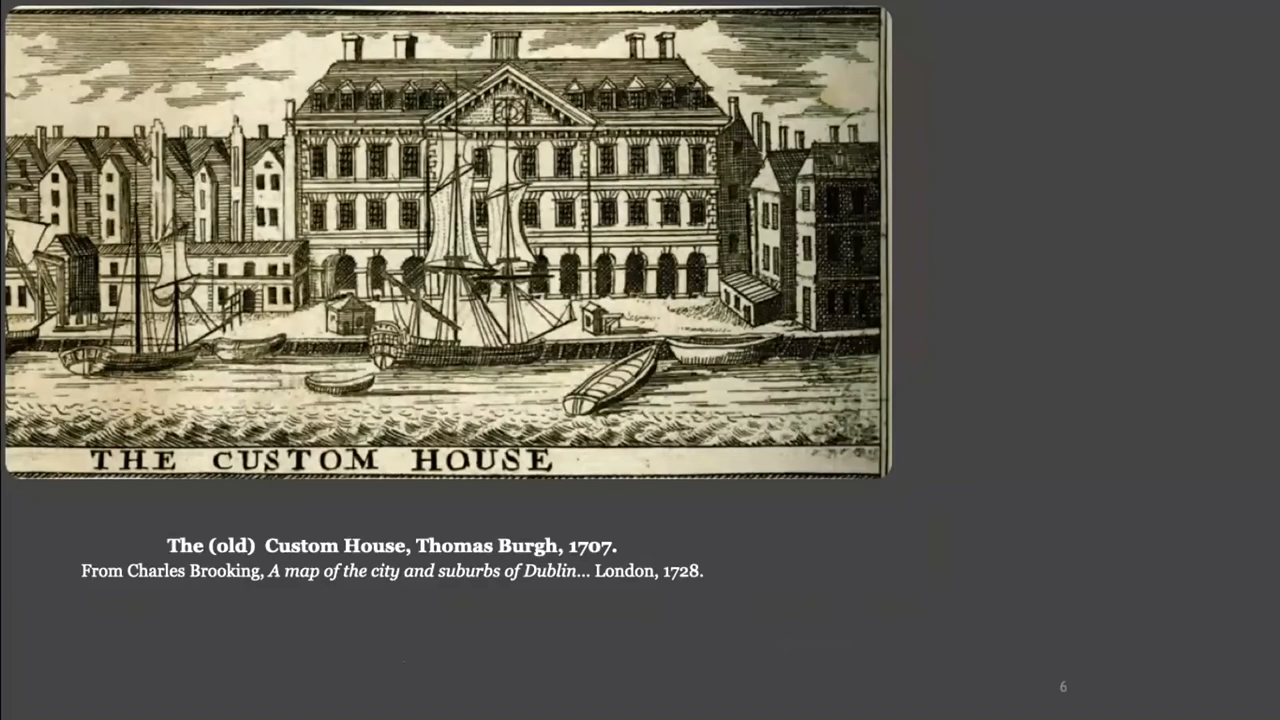 THE CUSTOM HOUSE
The (old) Custom House, Thomas Burgh, 1707.
From Charles Brooking, A map of the city and suburbs of Dublin... London, 1728.
6